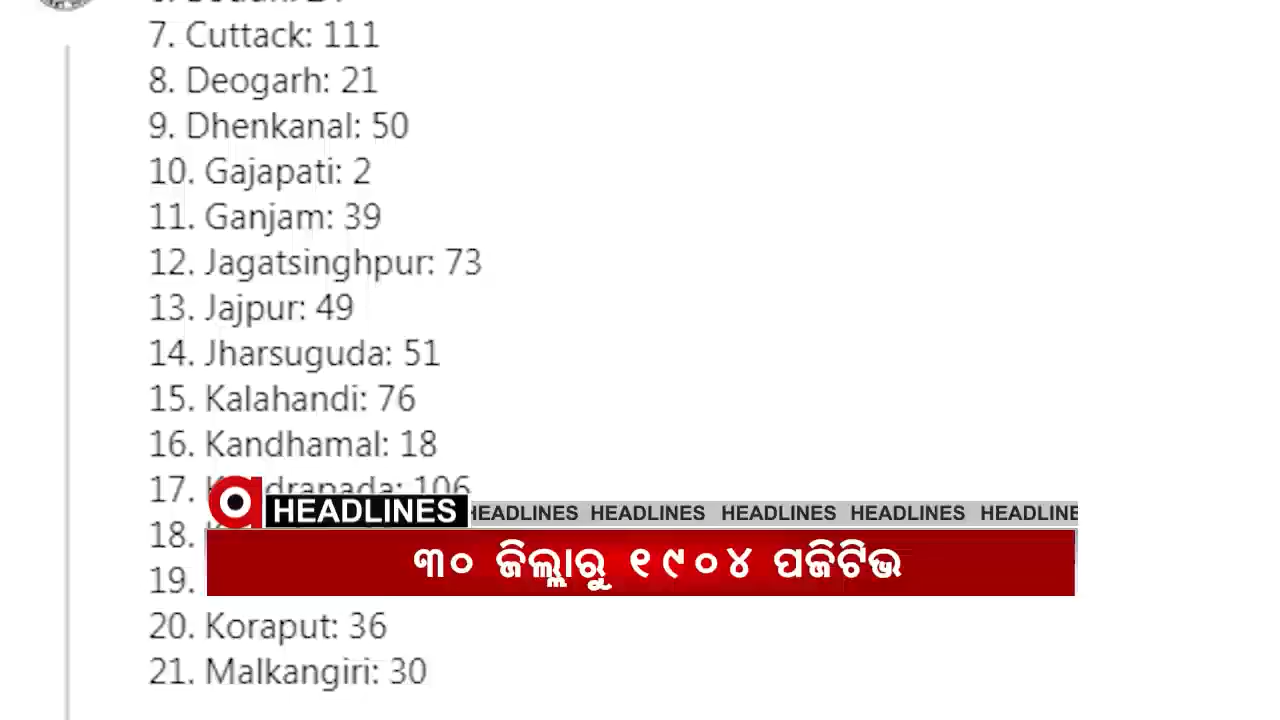 7. Cuttack: 111
8. Deogarh: 21
9. Dhenkanal: 50
10. Gajapati: 2
11. Ganjam: 39
12. Jagatsinghpur: 73
13. Jajpur: 49
14. Jharsuguda: 51
15. Kalahandi: 76
16. Kandhamal: 18
17. 106
HEADLINES HEADLINES HEADLINES HEADLINES HEADLINES
18.
୩୦ ଜିଲ୍ଲାରୁ ୧୯୦୪ ପଜିଟିଭ
19.
20. Koraput: 36
21. Malkangiri: 30